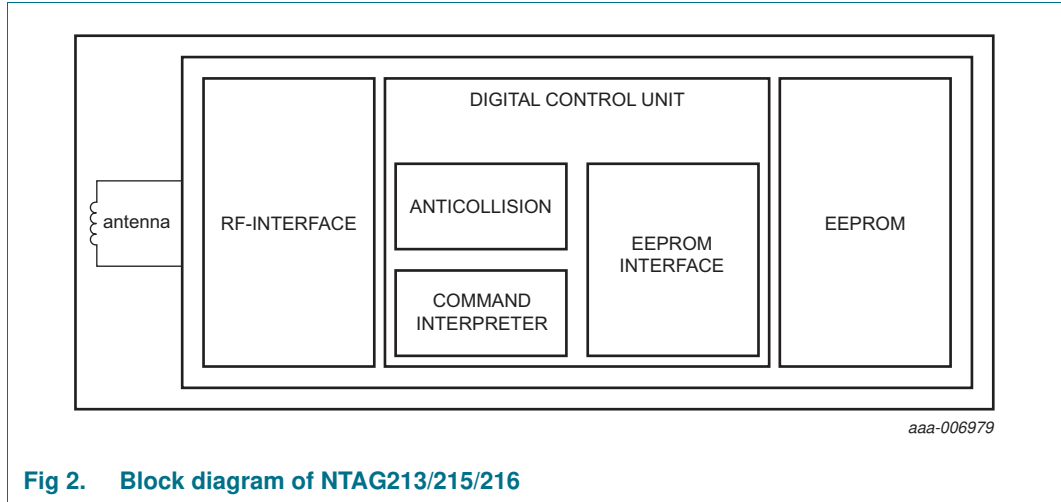 DIGITAL CONTROL UNIT
antenna
RF-INTERFACE
ANTICOLLISION
COMMAND
INTERPRETER
EEPROM
INTERFACE
EEPROM
aaa-006979
Fig 2. Block diagram of NTAG213/215/216